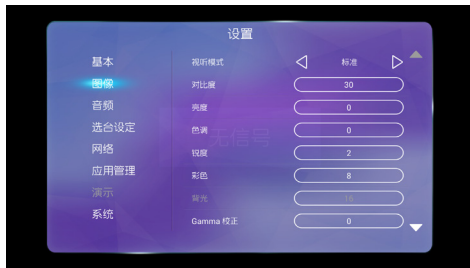 设置
基本
图像
音频
选台设定
网络
应用管理
演示
系统
视听模式 标准
对比度 30
亮度 0
色调 0
锐度 2
彩色 8
背光 16
Gamma 校正 0
无信号